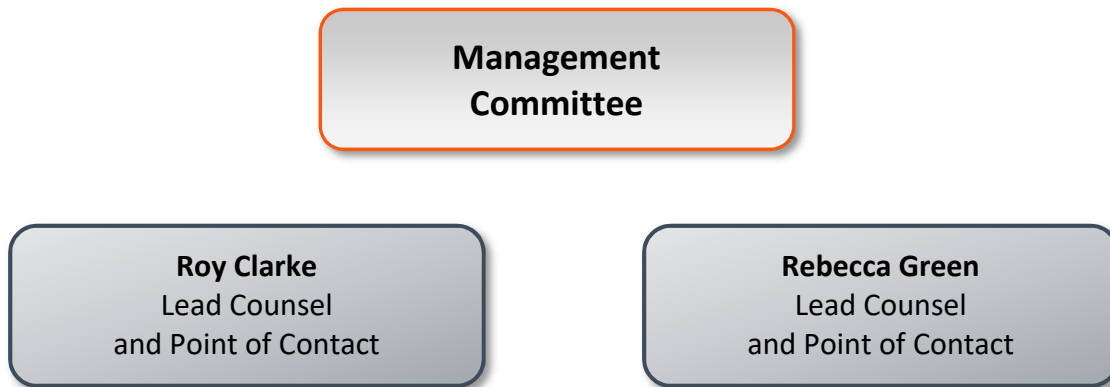 Management
Committee
Roy Clarke
Lead Counsel
and Point of Contact
Rebecca Green
Lead Counsel
and Point of Contact